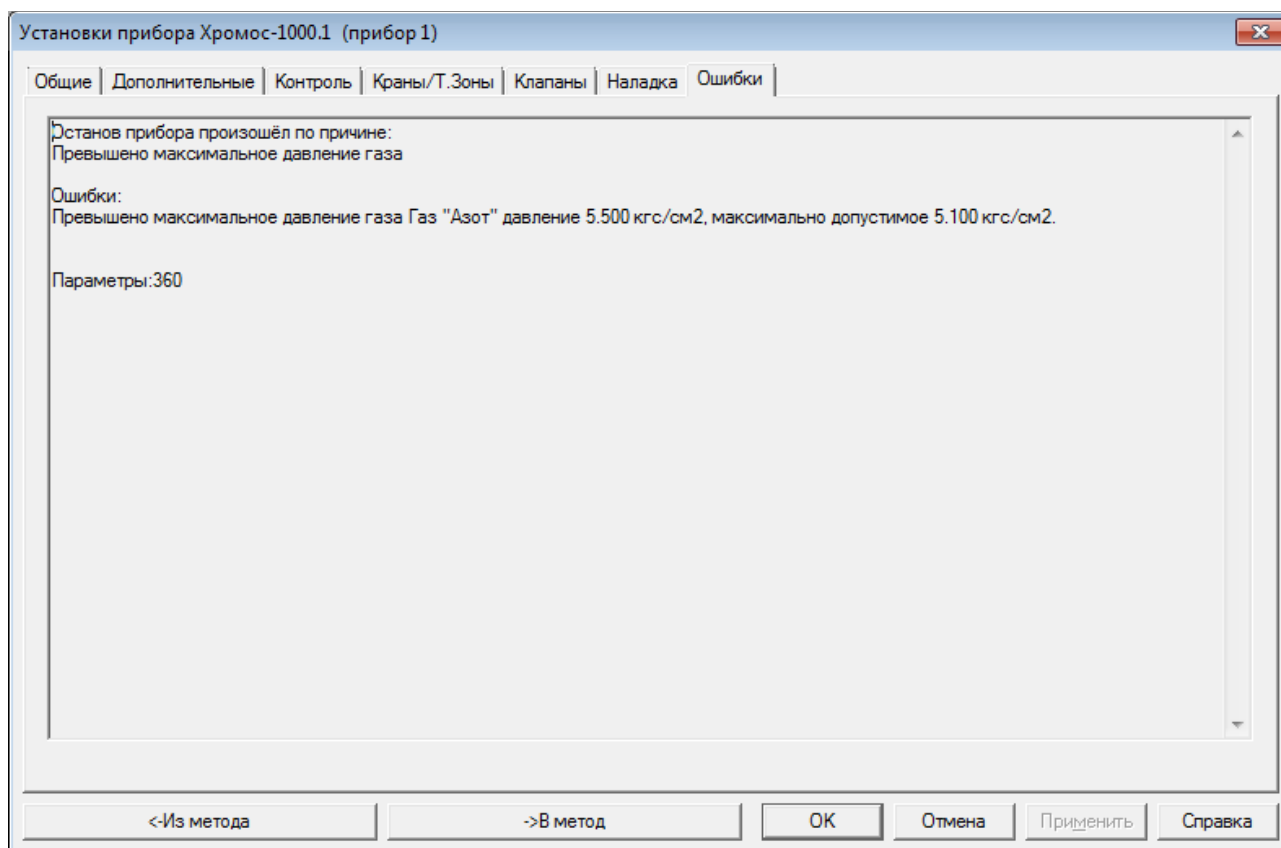 Установки прибора Хромос-1000.1 (прибор 1)
Общие Дополнительные Контроль Краны/Т.Зоны Клапаны Наладка Ошибки
Останов прибора произошёл по причине:
Превышено максимальное давление газа
Ошибки:
Превышено максимальное давление газа Газ "Азот" давление 5.500 кгс/см2, максимально допустимое 5.100 кгс/см2.
Параметры:360
<-Из метода ->В метод OK Отмена Применить Справка